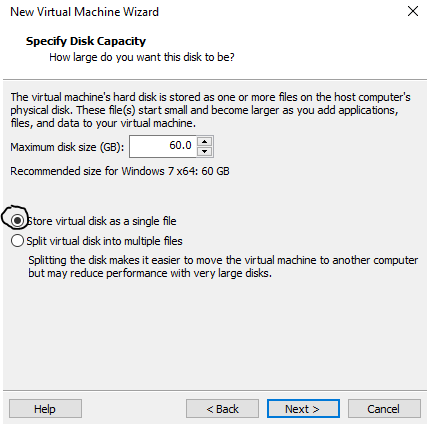 New Virtual Machine Wizard
Specify Disk Capacity
How large do you want this disk to be?
The virtual machine's hard disk is stored as one or more files on the host computer's
physical disk. These file(s) start small and become larger as you add applications,
files, and data to your virtual machine.
Maximum disk size (GB): 60.0
Recommended size for Windows 7 x64: 60 GB
Store virtual disk as a single file
Split virtual disk into multiple files
Splitting the disk makes it easier to move the virtual machine to another computer
but may reduce performance with very large disks.
Help < Back Next > Cancel